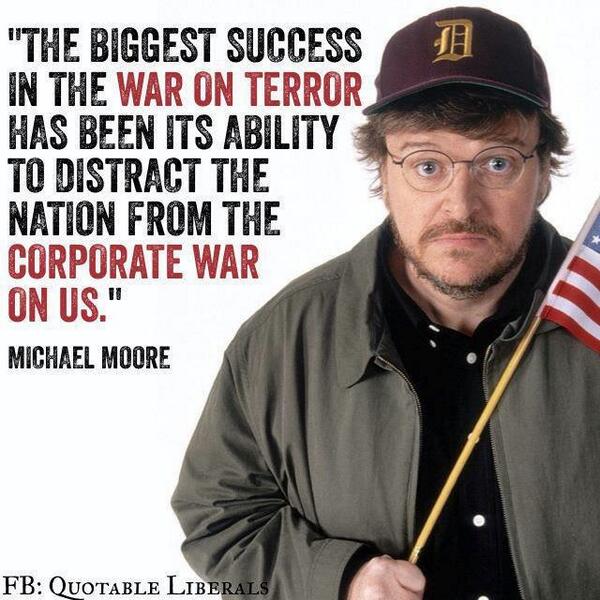 "THE BIGGEST SUCCESS
IN THE WAR ON TERROR
HAS BEEN ITS ABILITY
TO DISTRACT THE
NATION FROM THE
CORPORATE WAR
ON US."
MICHAEL MOORE
D
FB: QUOTABLE LIBERALS